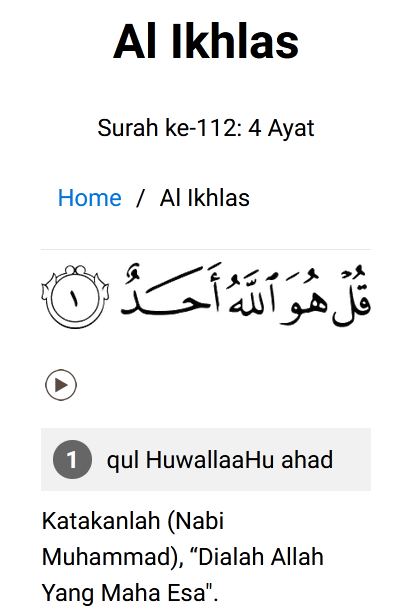 Al Ikhlas
Surah ke-112: 4 Ayat
Home / Al Ikhlas
قُلْ هُوَ ٱللَّهُ أَحَدٌ ١
1 qul HuwallaaHu ahad
Katakanlah (Nabi
Muhammad), “Dialah Allah
Yang Maha Esa".